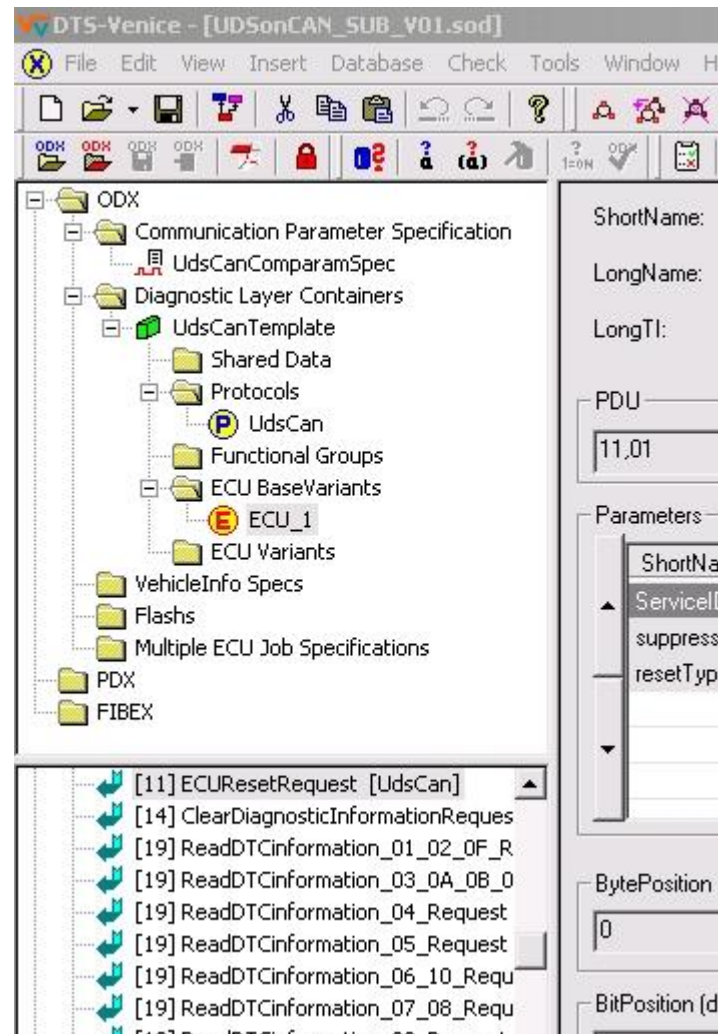 DTS-Venice - [UDSonCAN_SUB_V01.sod]
File Edit View Insert Database Check Tools Window H
ODX
Communication Parameter Specification
UdsCanComparamSpec
Diagnostic Layer Containers
UdsCanTemplate
Shared Data
Protocols
UdsCan
Functional Groups
ECU BaseVariants
ECU_1
ECU Variants
VehicleInfo Specs
Flashs
Multiple ECU Job Specifications
PDX
FIBEX
[11] ECUResetRequest [UdsCan]
[14] ClearDiagnosticInformationReques
[19] ReadDTCinformation_01_02_0F_R
[19] ReadDTCinformation_03_0A_0B_0
[19] ReadDTCInformation_04_Request
[19] ReadDTCInformation_05_Request
[19] ReadDTCInformation_06_10_Requ
[19] ReadDTCInformation_07_08_Requ
ShortName:
LongName:
LongTI:
PDU
11,01
Parameters
ShortNa
ServiceI
suppress
resetTyp
BytePosition
0
BitPosition (d